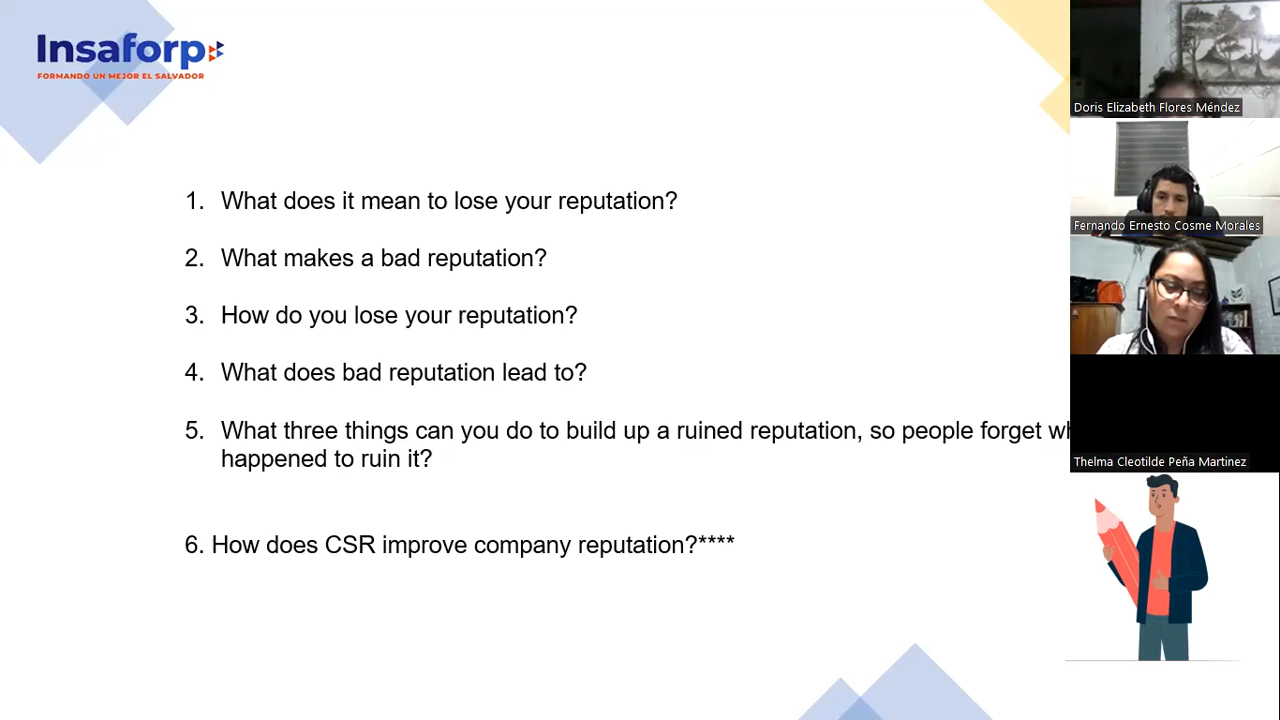 Insaforp
FORMANDO UN MEJOR EL SALVADOR
1. What does it mean to lose your reputation?
2. What makes a bad reputation?
3. How do you lose your reputation?
4. What does bad reputation lead to?
5. What three things can you do to build up a ruined reputation, so people forget
happened to ruin it?
6. How does CSR improve company reputation?****
Doris Elizabeth Flores Méndez
Fernando Ernesto Cosme Morales
Thelma Cleotilde Peña Martinez